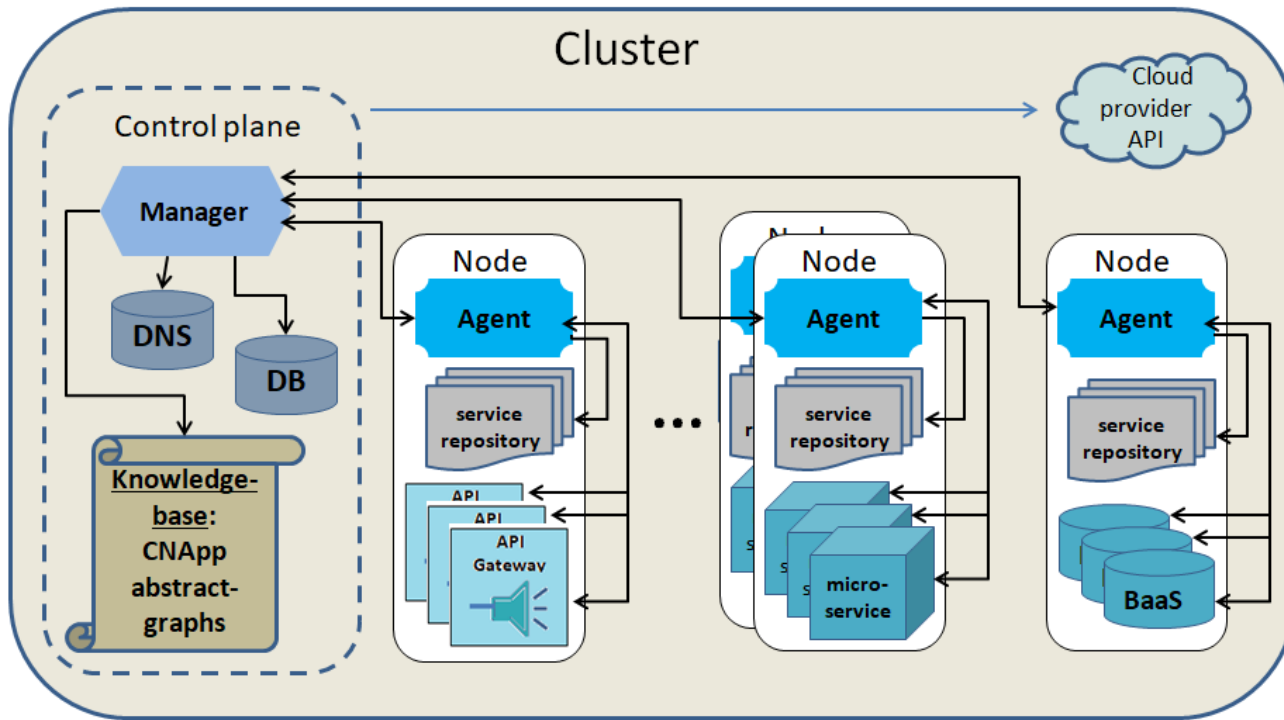 Cluster
Cloud
provider
API
Control plane
Manager
DNS
DB
Knowledge-
base:
CNApp
abstract-
graphs
Node
Agent
service
repository
API
API
API
Gateway
...
Node
Agent
service
repository
micro-
service
Node
Agent
service
repository
BaaS